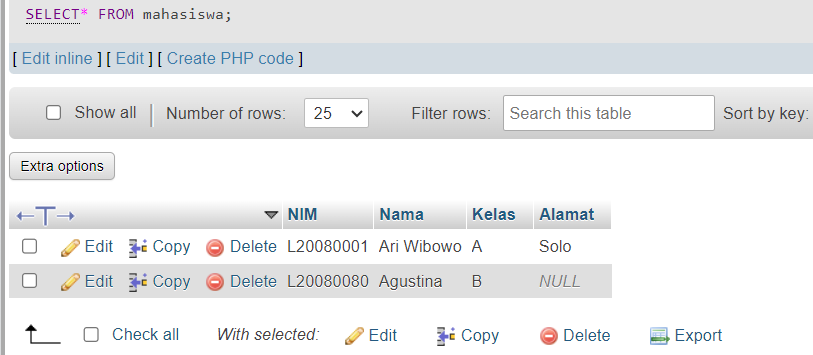 SELECT* FROM mahasiswa;
[ Edit inline ] [ Edit ] [ Create PHP code ]
Show all Number of rows: 25 Filter rows: Search this table Sort by key:
Extra options
NIM Nama Kelas Alamat
Edit Copy Delete L20080001 Ari Wibowo A Solo
Edit Copy Delete L20080080 Agustina B NULL
Check all With selected: Edit Copy Delete Export